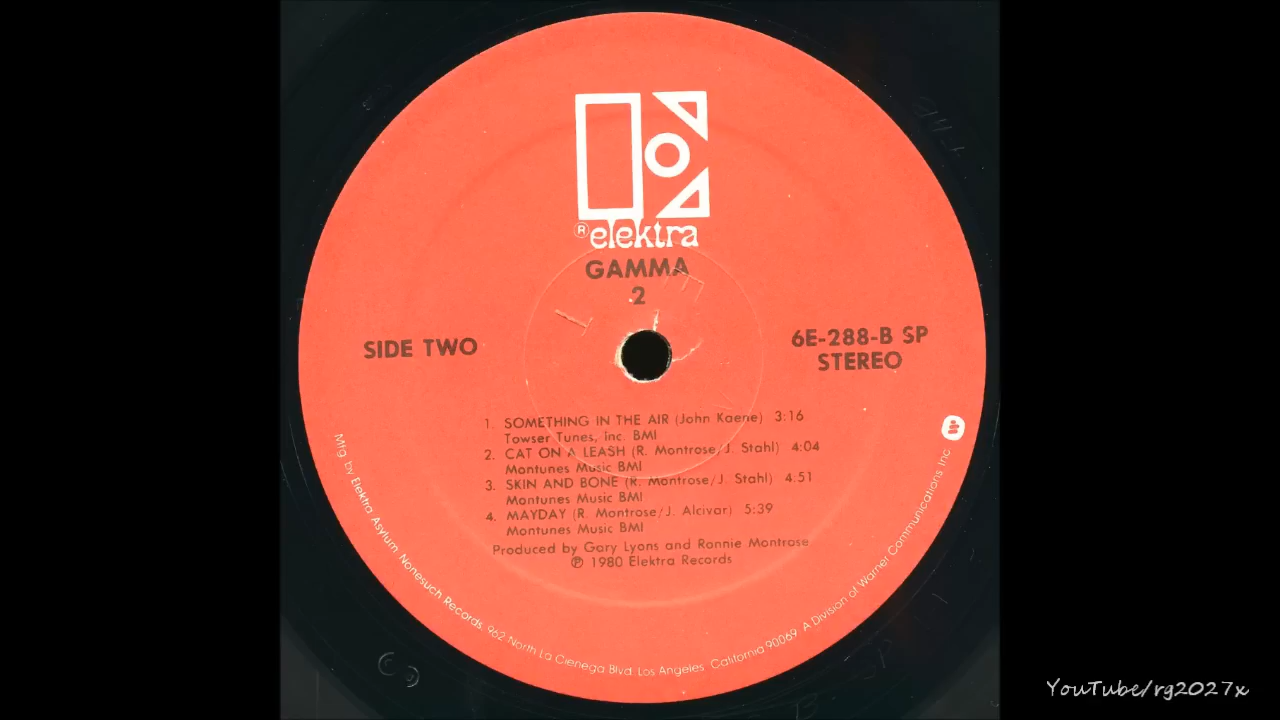 ® elektra
GAMMA
2
SIDE TWO
6E-288-B SP
STEREO
1. SOMETHING IN THE AIR (John Kaene) 3:16
Towser Tunes, inc. BMI
2. CAT ON A LEASH (R. Montrose/J. Stahl) 4:04
Montunes Music BMI
3. SKIN AND BONE (R. Montrose/J. Stahl) 4:51
Montunes Music BMI
4. MAYDAY (R. Montrose/J. Alcivar) 5:39
Montunes Music BMI
Produced by Gary Lyons and Ronnie Montrose
℗ 1980 Elektra Records
Mfg. by Elektra Asylum Nonesuch Records, 962 North La Cienega Blvd. Los Angeles California 90069 A Division of Warner Communications Inc
YouTube/rg2027x